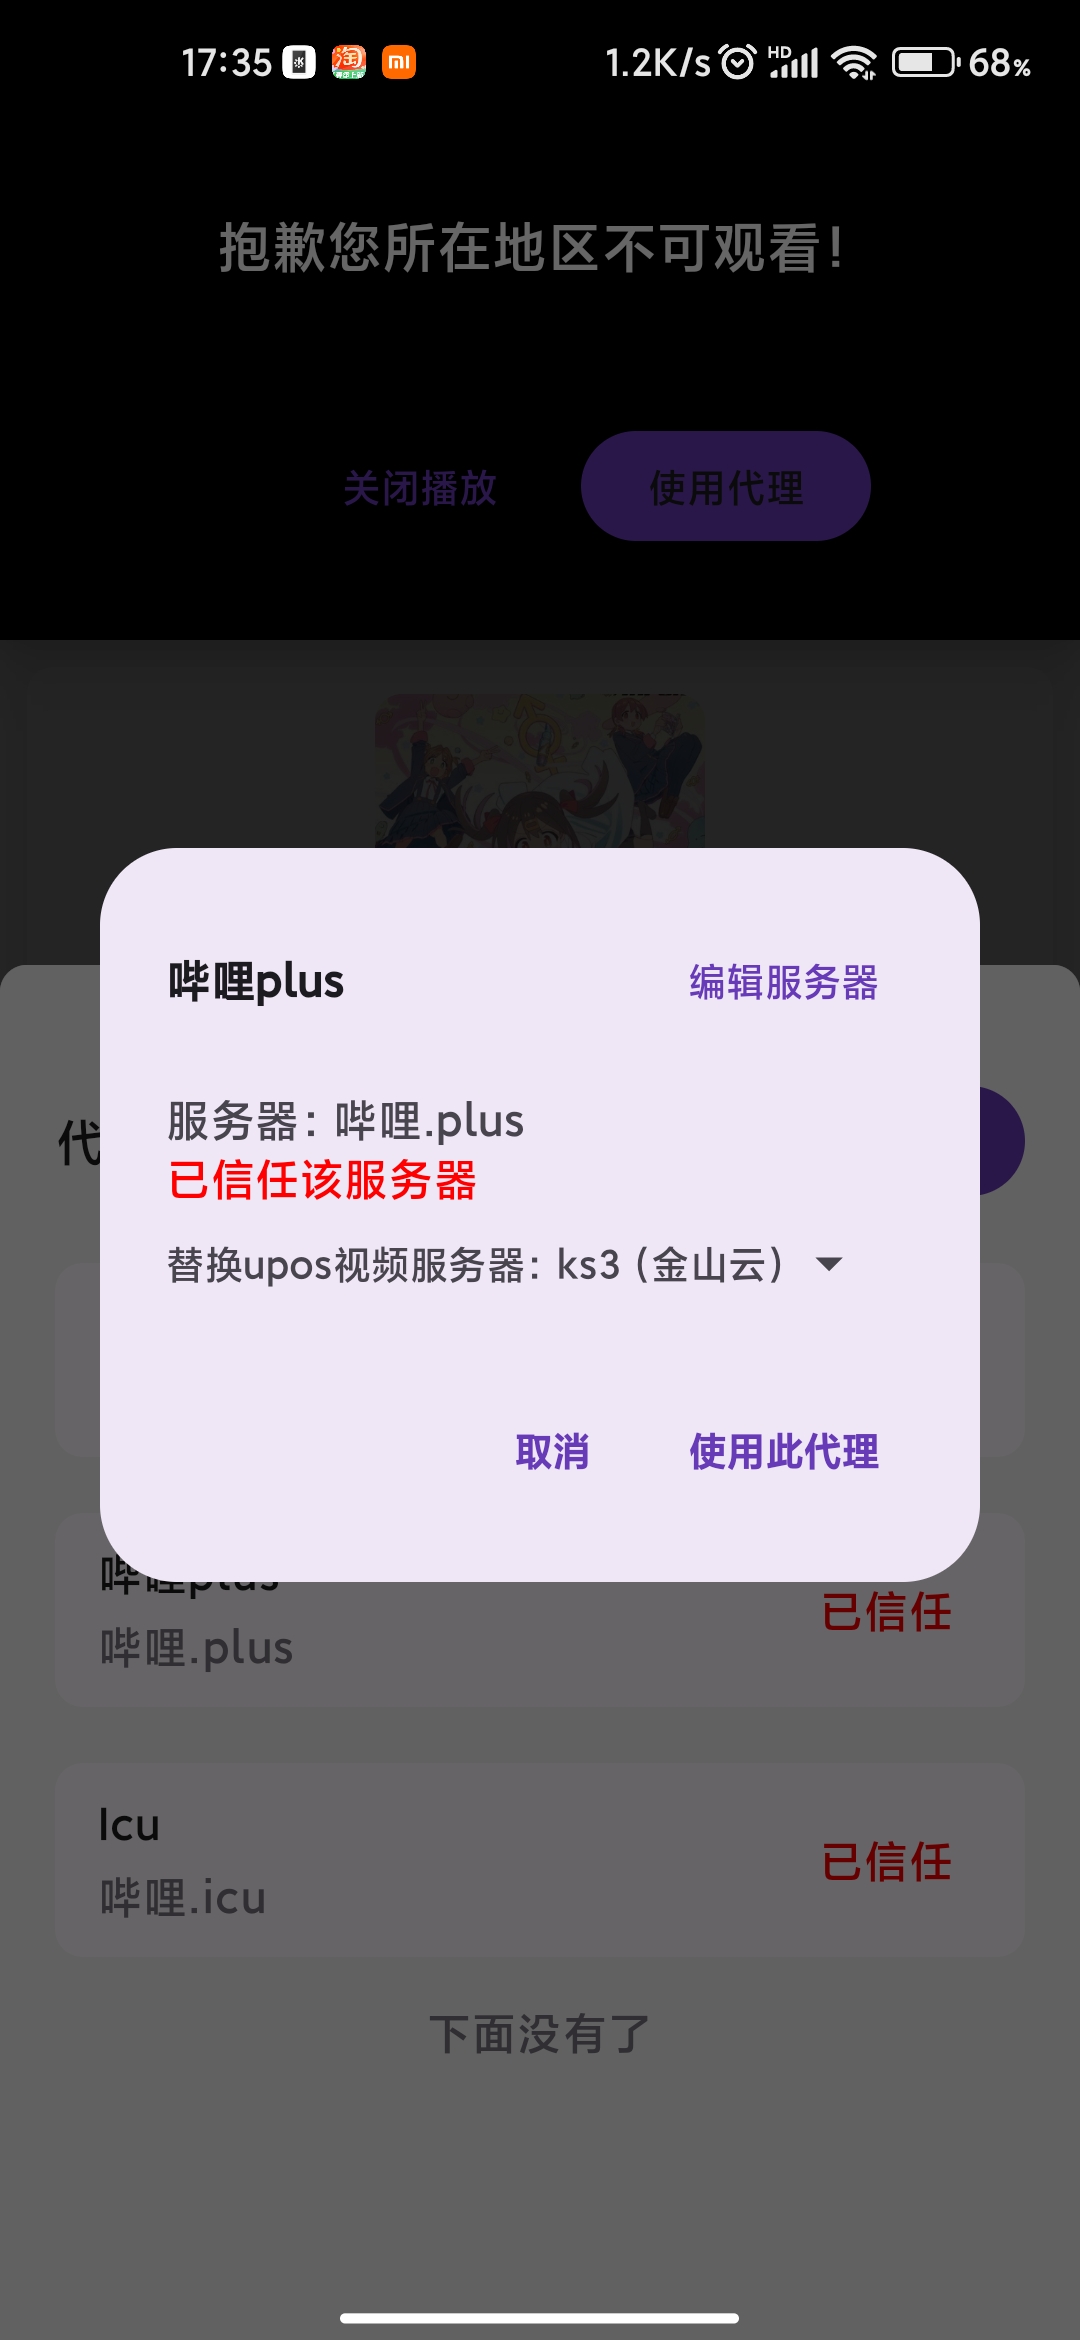 17:35
淘
1.2K/s
HD
68%
抱歉您所在地区不可观看!
关闭播放
使用代理
哔哩plus
编辑服务器
服务器: 哔哩.plus
已信任该服务器
替换upos视频服务器: ks3 (金山云)
取消
使用此代理
代
哔哩plus
哔哩.plus
已信任
Icu
哔哩.icu
已信任
下面没有了